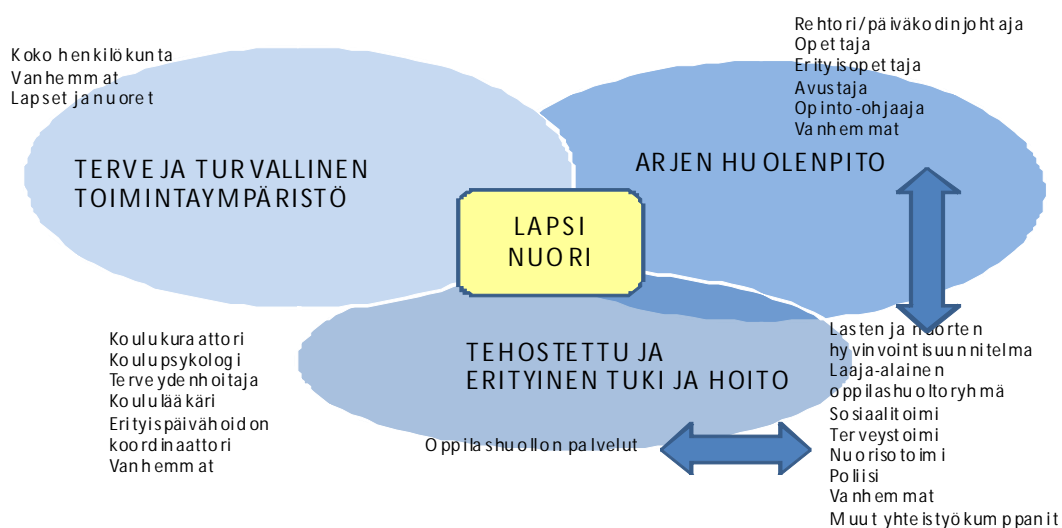 Koko henkilökunta
Vanhemmat
Lapset ja nuoret
Rehtori/päiväkodinjohtaja
Opettaja
Erityisopettaja
Avustaja
Opinto-ohjaaja
Vanhemmat
TERVE JA TURVALLINEN
TOIMINTAYMPÄRISTÖ
ARJEN HUOLENPITO
LAPSI
NUORI
Koulukuraattori
Koulupsykologi
Terveydenhoitaja
Koululääkäri
Erityispäivähoidon
koordinaattori
Vanhemmat
TEHOSTETTU JA
ERITYINEN TUKI JA HOITO
Oppilashuollon palvelut
Lasten ja nuorten
hyvinvointisuunnitelma
Laaja-alainen
oppilashuoltoryhmä
Sosiaalitoimi
Terveystoimi
Nuorisotoimi
Poliisi
Vanhemmat
Muut yhteistyökumppanit